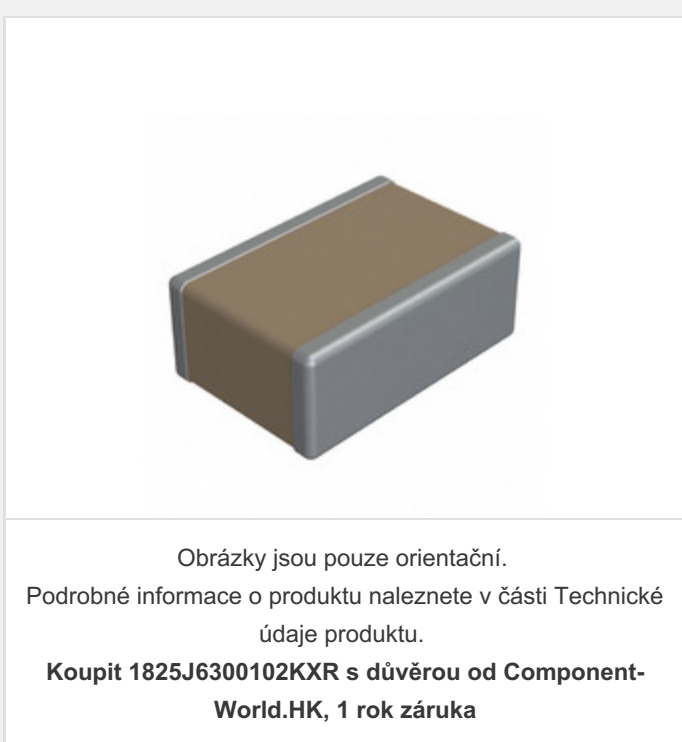 Obrázky jsou pouze orientační.
Podrobné informace o produktu naleznete v části Technické
údaje produktu.
Koupit 1825J6300102KXR s důvěrou od Component-
World.HK, 1 rok záruka